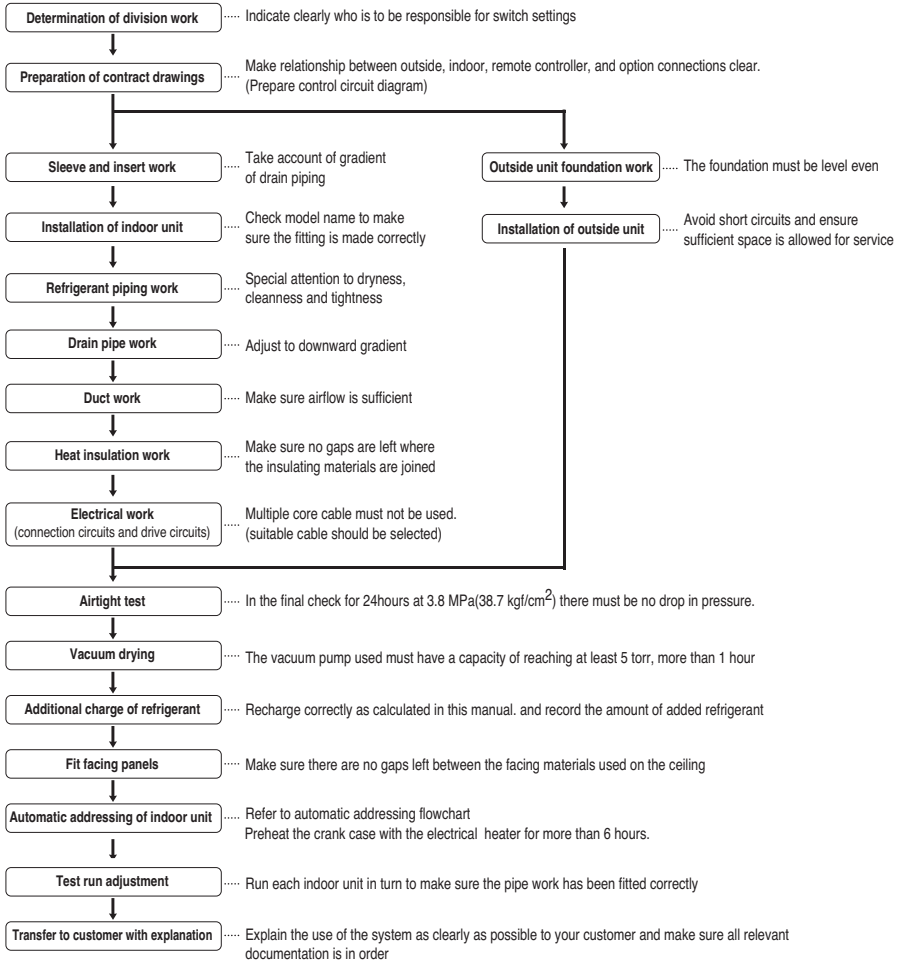 Determination of division work
Indicate clearly who is to be responsible for switch settings
Preparation of contract drawings
Make relationship between outside, indoor, remote controller, and option connections clear.
(Prepare control circuit diagram)
Sleeve and insert work
Take account of gradient
of drain piping
Outside unit foundation work
The foundation must be level even
Installation of indoor unit
Check model name to make
sure the fitting is made correctly
Installation of outside unit
Avoid short circuits and ensure
sufficient space is allowed for service
Refrigerant piping work
Special attention to dryness,
cleanness and tightness
Drain pipe work
Adjust to downward gradient
Duct work
Make sure airflow is sufficient
Heat insulation work
Make sure no gaps are left where
the insulating materials are joined
Electrical work
(connection circuits and drive circuits)
Multiple core cable must not be used.
(suitable cable should be selected)
Airtight test
In the final check for 24hours at 3.8 MPa(38.7 kgf/cm²) there must be no drop in pressure.
Vacuum drying
The vacuum pump used must have a capacity of reaching at least 5 torr, more than 1 hour
Additional charge of refrigerant
Recharge correctly as calculated in this manual. and record the amount of added refrigerant
Fit facing panels
Make sure there are no gaps left between the facing materials used on the ceiling
Automatic addressing of indoor unit
Refer to automatic addressing flowchart
Preheat the crank case with the electrical heater for more than 6 hours.
Test run adjustment
Run each indoor unit in turn to make sure the pipe work has been fitted correctly
Transfer to customer with explanation
Explain the use of the system as clearly as possible to your customer and make sure all relevant
documentation is in order